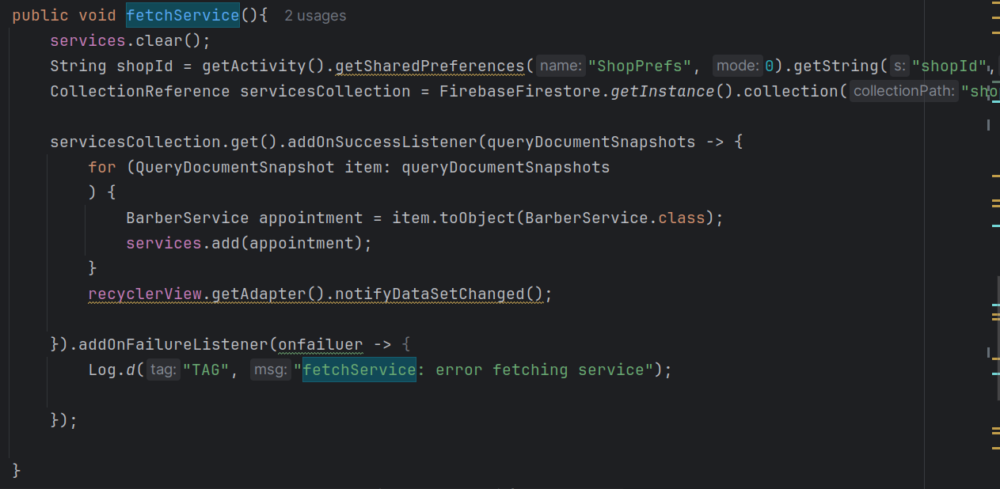 public void fetchService(){ 2 usages
services.clear();
String shopId = getActivity().getSharedPreferences( name: "ShopPrefs", mode: 0).getString( s: "shopId",
CollectionReference servicesCollection = FirebaseFirestore.getInstance().collection( collectionPath: "sho
servicesCollection.get().addOnSuccessListener(queryDocumentSnapshots -> {
for (QueryDocumentSnapshot item: queryDocumentSnapshots
) {
BarberService appointment = item.toObject(BarberService.class);
services.add(appointment);
}
recyclerView.getAdapter().notifyDataSetChanged();
}).addOnFailureListener(onfailuer -> {
Log.d( tag: "TAG", msg: "fetchService: error fetching service");
});
}